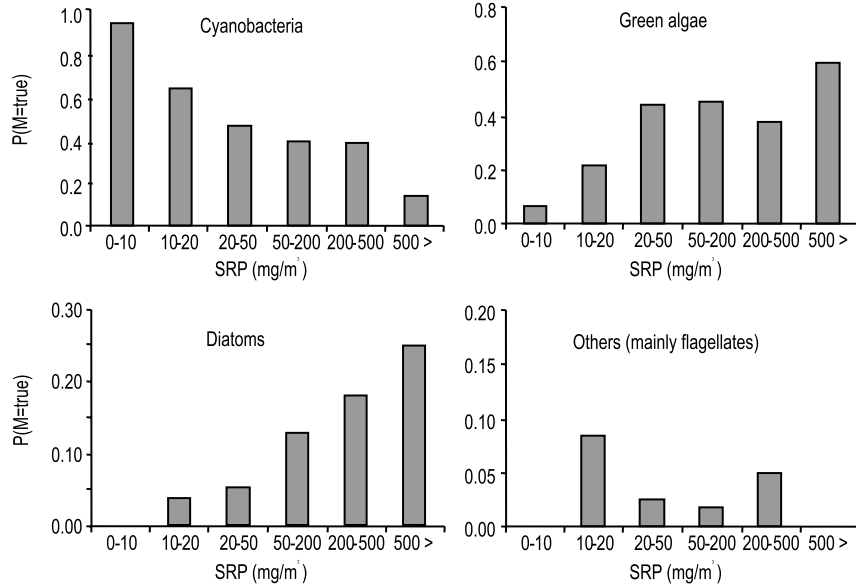 Cyanobacteria
P(M=true)
1.0
0.8
0.6
0.4
0.2
0.0
0-10 10-20 20-50 50-200 200-500 500 >
SRP (mg/m³)
Green algae
0.8
0.6
0.4
0.2
0.0
0-10 10-20 20-50 50-200 200-500 500 >
SRP (mg/m³)
Diatoms
P(M=true)
0.30
0.20
0.10
0.00
0-10 10-20 20-50 50-200 200-500 500 >
SRP (mg/m³)
Others (mainly flagellates)
0.20
0.15
0.10
0.05
0.00
0-10 10-20 20-50 50-200 200-500 500 >
SRP (mg/m³)